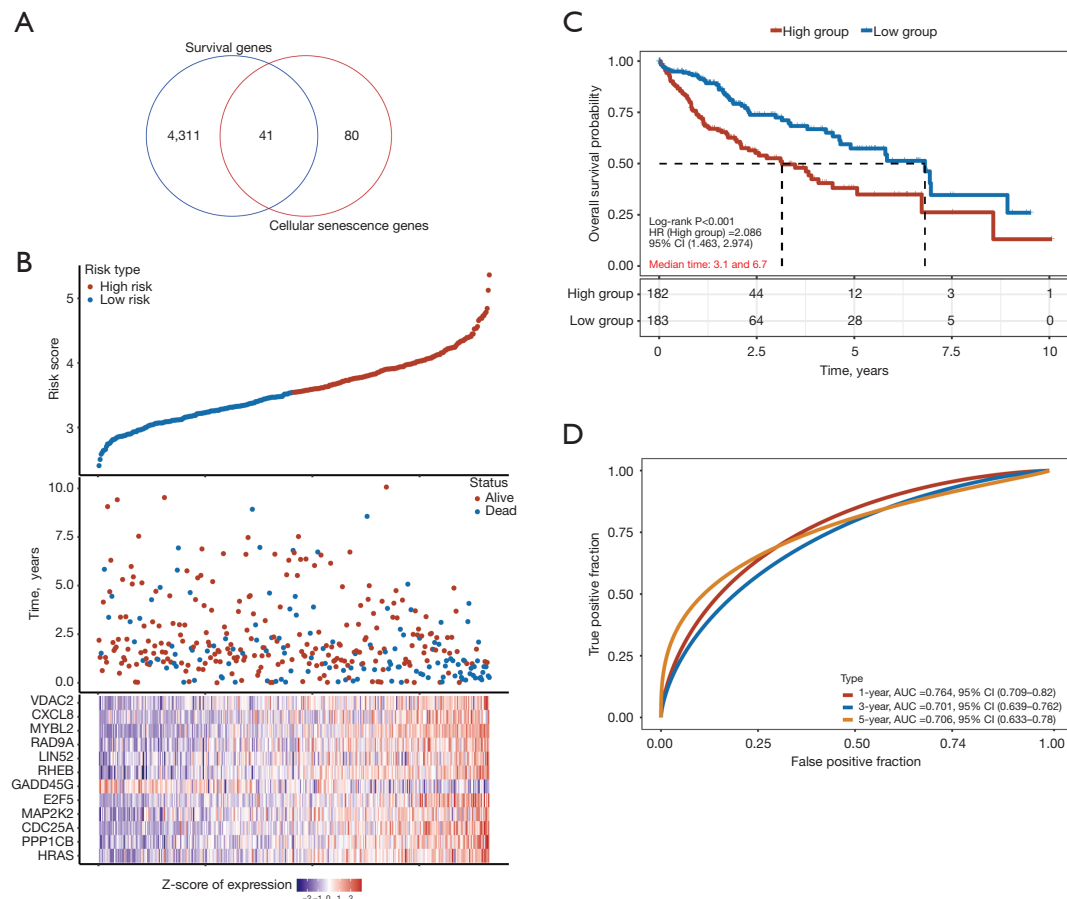 A
Survival genes
4,311
41
80
Cellular senescence genes
B
Risk type
High risk
Low risk
Risk score
5
4
3
Status
Alive
Dead
Time, years
10.0
7.5
5.0
2.5
0.0
VDAC2
CXCL8
MYBL2
RAD9A
LIN52
RHEB
GADD45G
E2F5
MAP2K2
CDC25A
PPP1CB
HRAS
Z-score of expression
−2−1 0 1 2
C
High group Low group
Overall survival probability
1.00
0.75
0.50
0.25
0.00
Log-rank P<0.001
HR (High group) =2.086
95% CI (1.463, 2.974)
Median time: 3.1 and 6.7
High group 182 44 12 3 1
Low group 183 64 28 5 0
0 2.5 5 7.5 10
Time, years
D
True positive fraction
1.00
0.75
0.50
0.25
0.00
Type
1-year, AUC =0.764, 95% CI (0.709–0.82)
3-year, AUC =0.701, 95% CI (0.639–0.762)
5-year, AUC =0.706, 95% CI (0.633–0.78)
0.00 0.25 0.50 0.74 1.00
False positive fraction